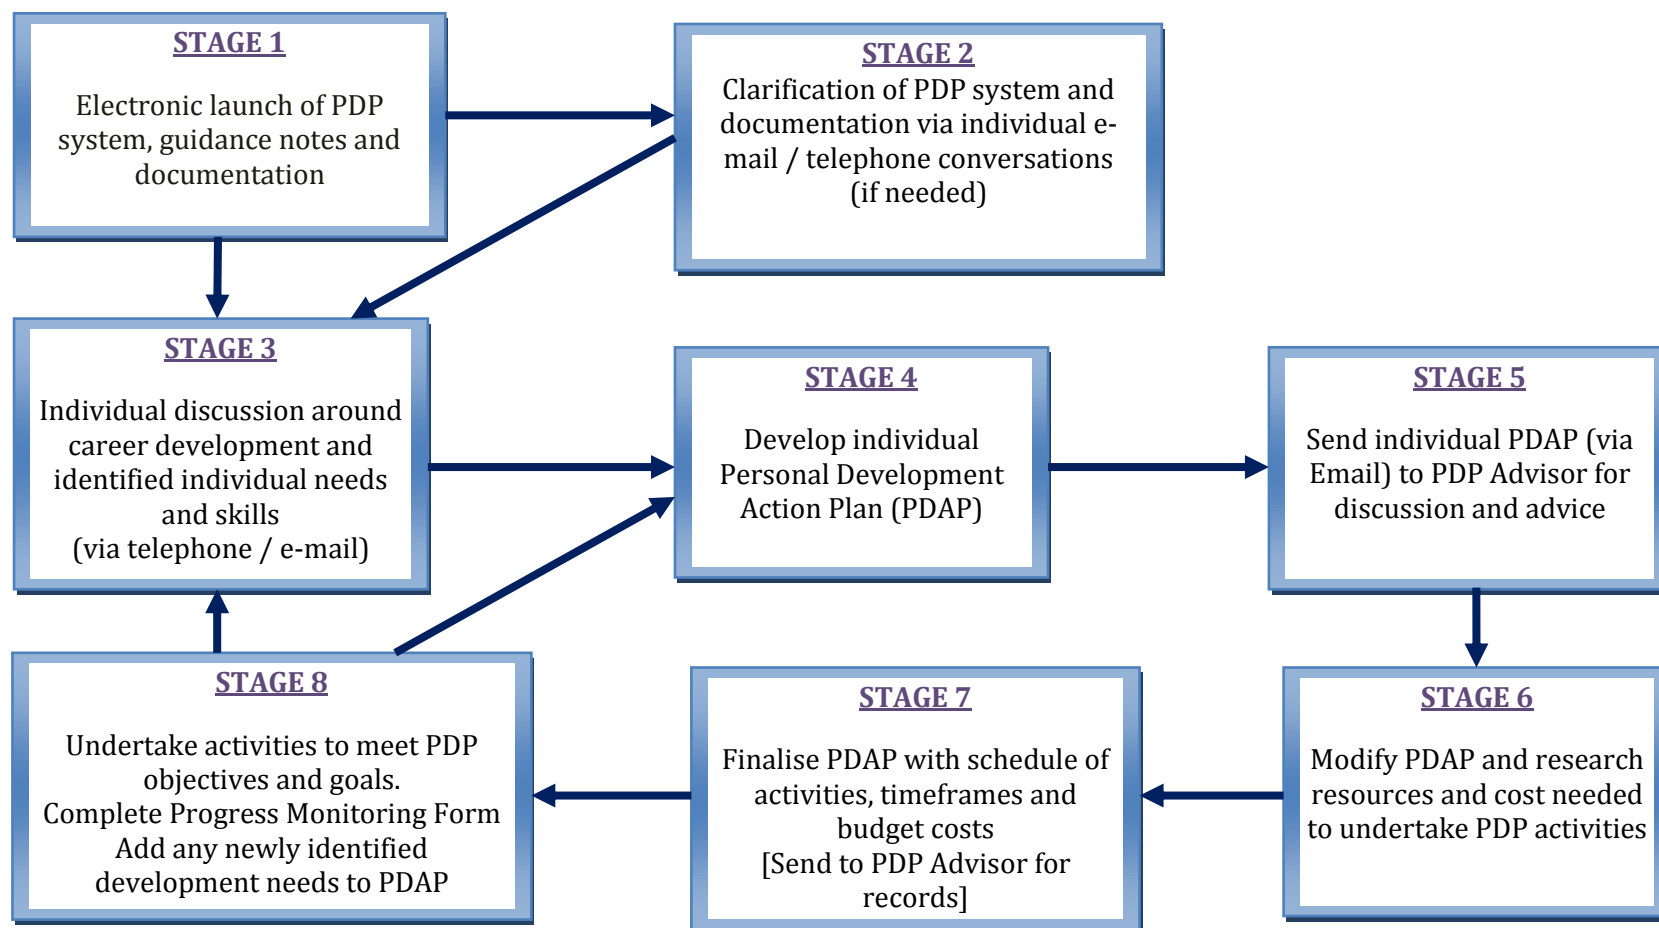 STAGE 1
Electronic launch of PDP
system, guidance notes and
documentation
STAGE 2
Clarification of PDP system and
documentation via individual e-
mail / telephone conversations
(if needed)
STAGE 3
Individual discussion around
career development and
identified individual needs
and skills
(via telephone / e-mail)
STAGE 4
Develop individual
Personal Development
Action Plan (PDAP)
STAGE 5
Send individual PDAP (via
Email) to PDP Advisor for
discussion and advice
STAGE 6
Modify PDAP and research
resources and cost needed
to undertake PDP activities
STAGE 7
Finalise PDAP with schedule of
activities, timeframes and
budget costs
[Send to PDP Advisor for
records]
STAGE 8
Undertake activities to meet PDP
objectives and goals.
Complete Progress Monitoring Form
Add any newly identified
development needs to PDAP